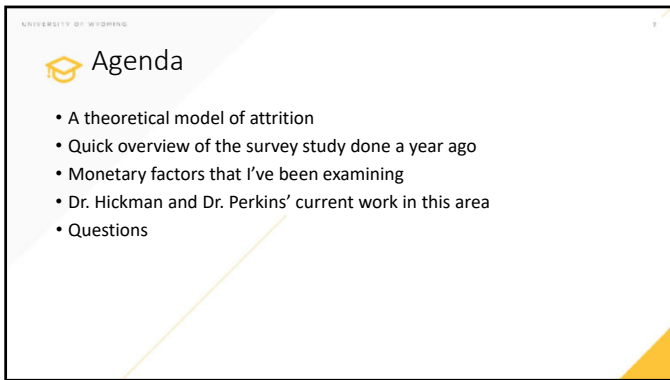 UNIVERSITY OF WYOMING
Agenda
• A theoretical model of attrition
• Quick overview of the survey study done a year ago
• Monetary factors that I've been examining
• Dr. Hickman and Dr. Perkins' current work in this area
• Questions